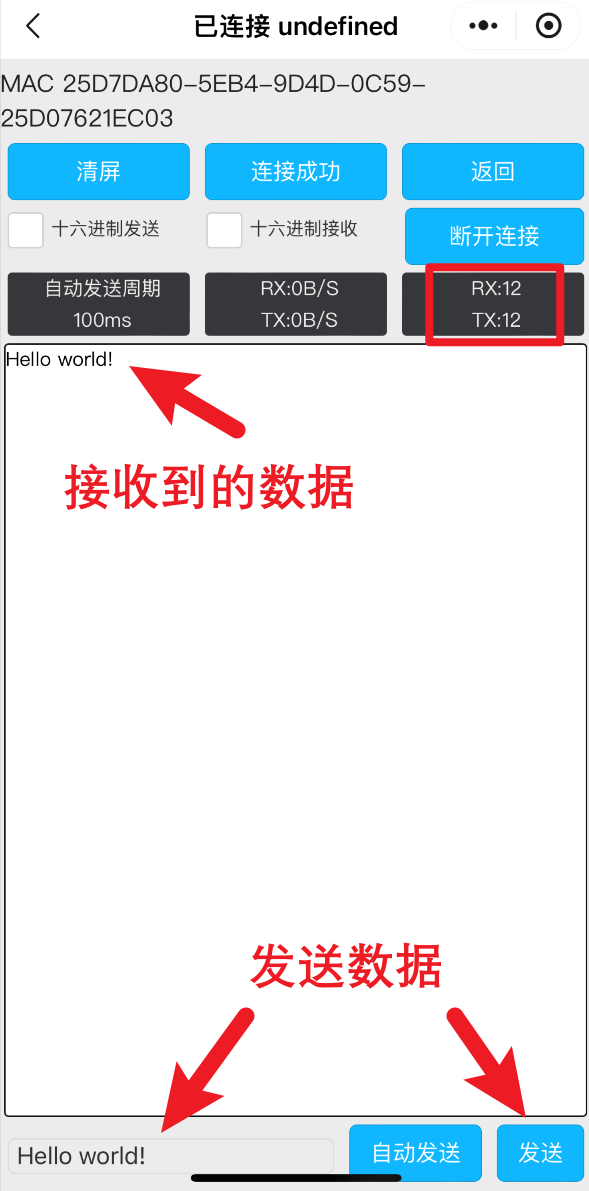 已连接 undefined
MAC 25D7DA80-5EB4-9D4D-0C59-
25D07621EC03
清屏
连接成功
返回
十六进制发送
十六进制接收
断开连接
自动发送周期
100ms
RX:0B/S
TX:0B/S
RX:12
TX:12
Hello world!
接收到的数据
发送数据
Hello world!
自动发送
发送